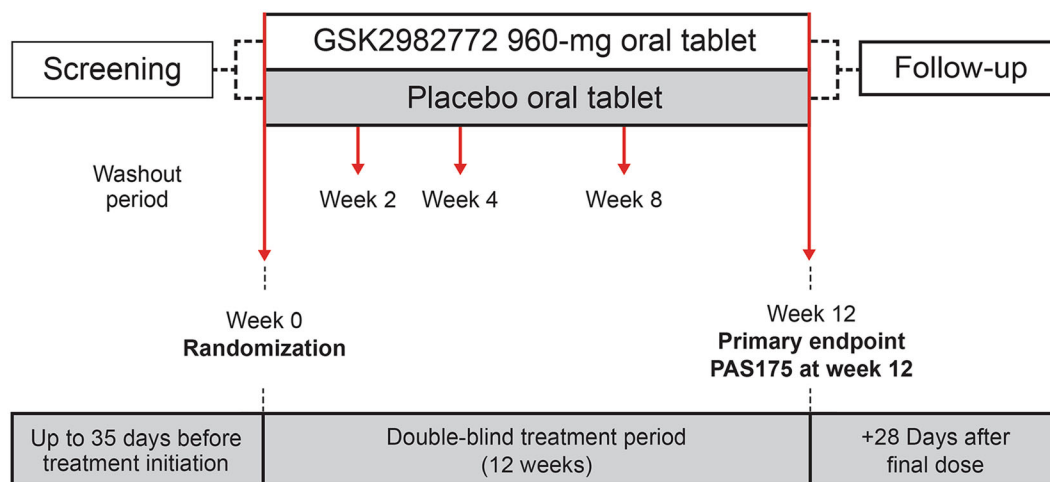 GSK2982772 960-mg oral tablet
Screening
Follow-up
Placebo oral tablet
Washout
period
Week 2
Week 4
Week 8
Week 0
Randomization
Week 12
Primary endpoint
PAS175 at week 12
Up to 35 days before
treatment initiation
Double-blind treatment period
(12 weeks)
+28 Days after
final dose